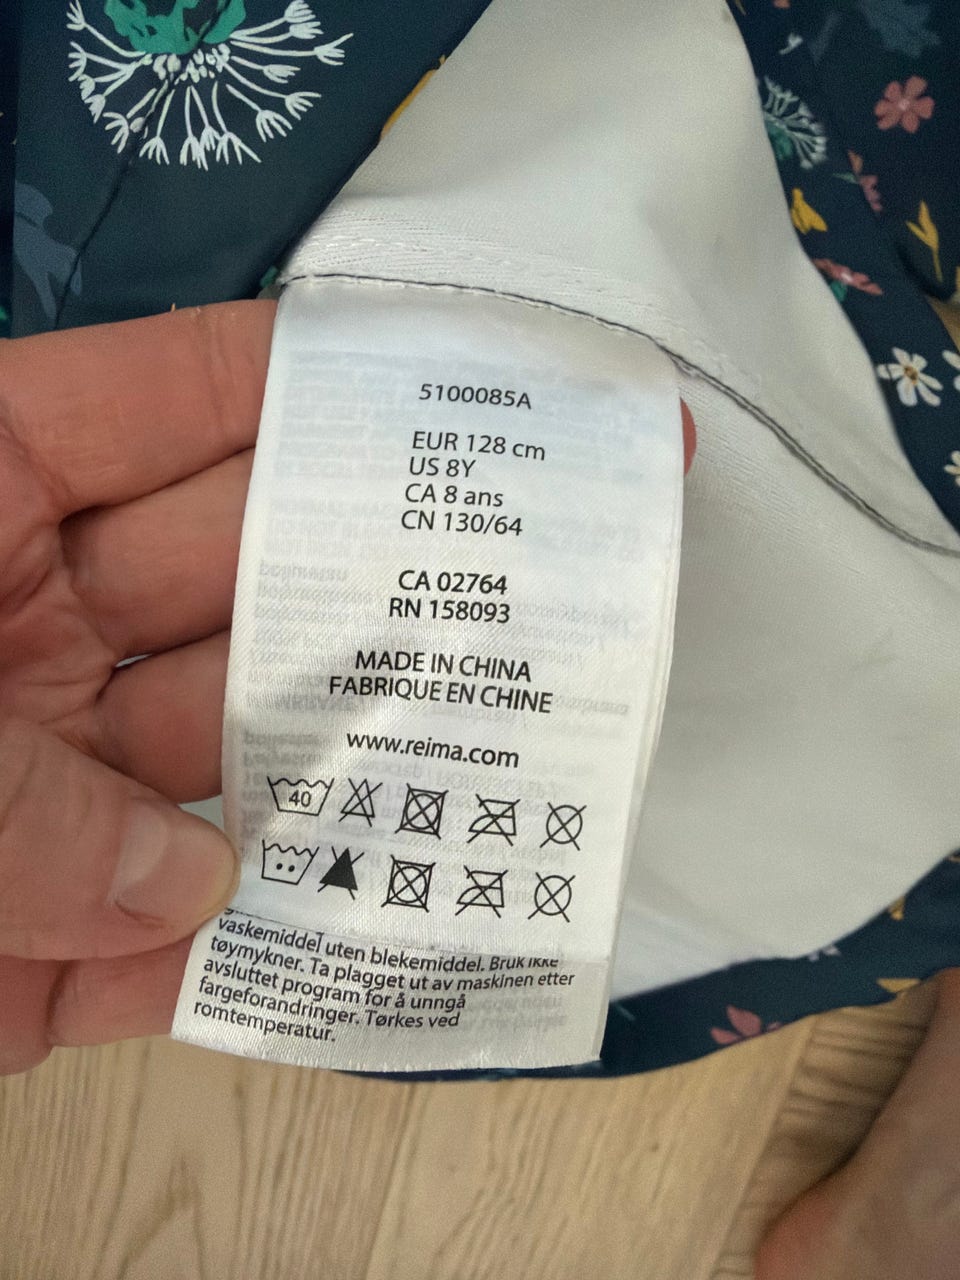 5100085A
EUR 128 cm
US 8Y
CA 8 ans
CN 130/64
CA 02764
RN 158093
MADE IN CHINA
FABRIQUE EN CHINE
www.reima.com
40
vaskemiddel uten blekemiddel. Bruk ikke
tøymykner. Ta plagget ut av maskinen etter
avsluttet program for å unngå
fargeforandringer. Tørkes ved
romtemperatur.